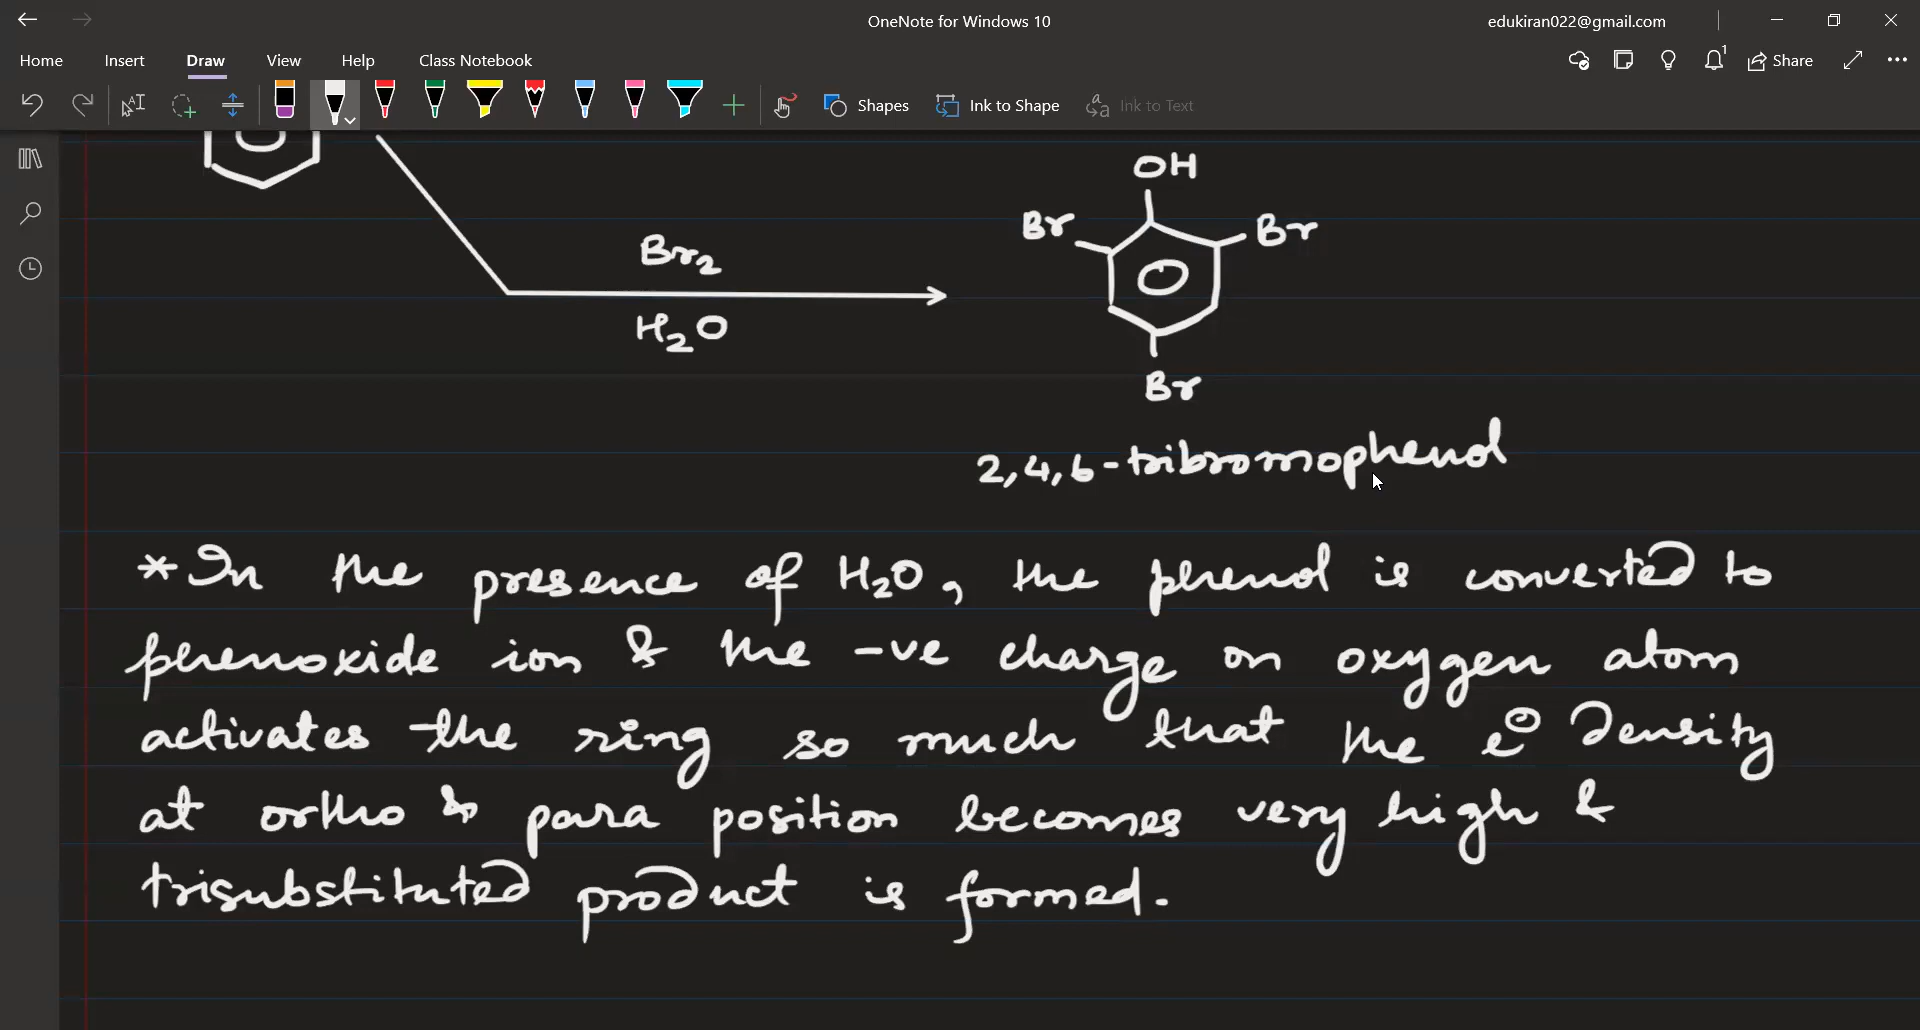 OneNote for Windows 10
edukiran022@gmail.com
Home Insert Draw View Help Class Notebook
1
Share
Shapes Ink to Shape Ink to Text
OH
Br Br
Br2
H2O
Br
2,4,6-tribromophenol
*In the presence of H2O, the phenol is converted to
phenoxide ion & the -ve charge on oxygen atom
activates the ring so much that the e⊖ density
at ortho & para position becomes very high &
trisubstituted product is formed.